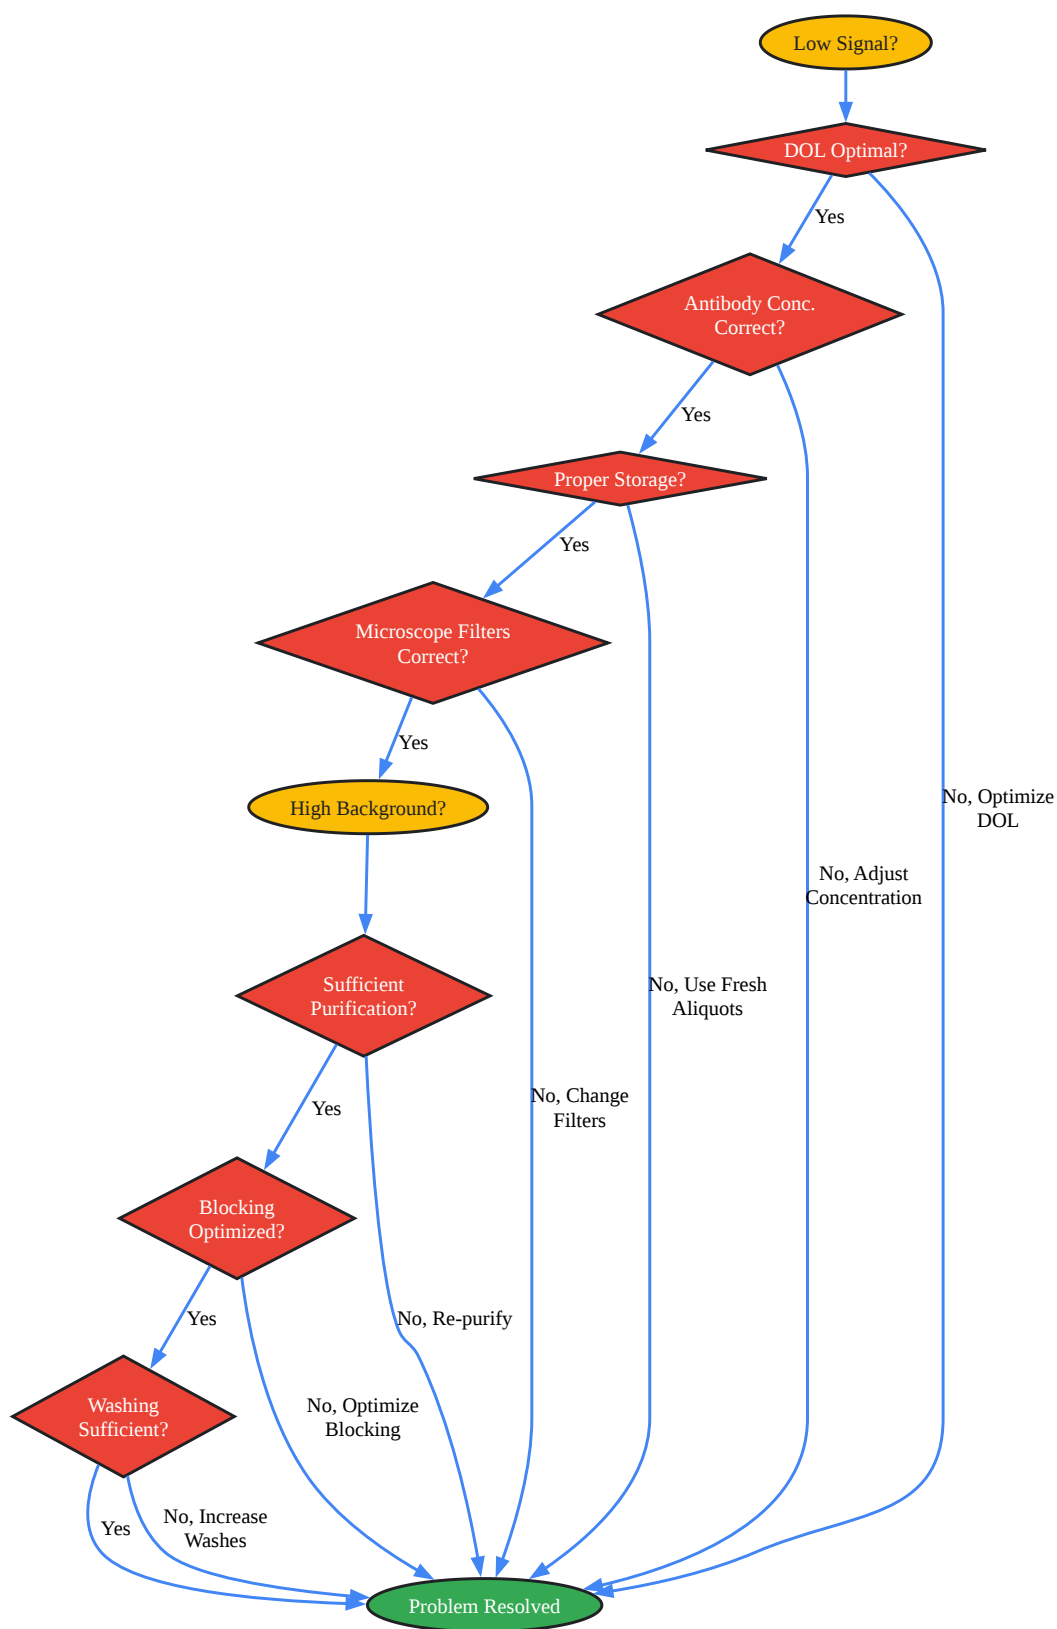 Low Signal?
DOL Optimal?
Yes
Antibody Conc.
Correct?
Yes
Proper Storage?
Yes
Microscope Filters
Correct?
Yes
High Background?
No, Optimize
DOL
No, Adjust
Concentration
Sufficient
Purification?
No, Use Fresh
Aliquots
No, Change
Filters
Yes
Blocking
Optimized?
Yes
No, Re-purify
Washing
Sufficient?
No, Optimize
Blocking
Yes
No, Increase
Washes
Problem Resolved